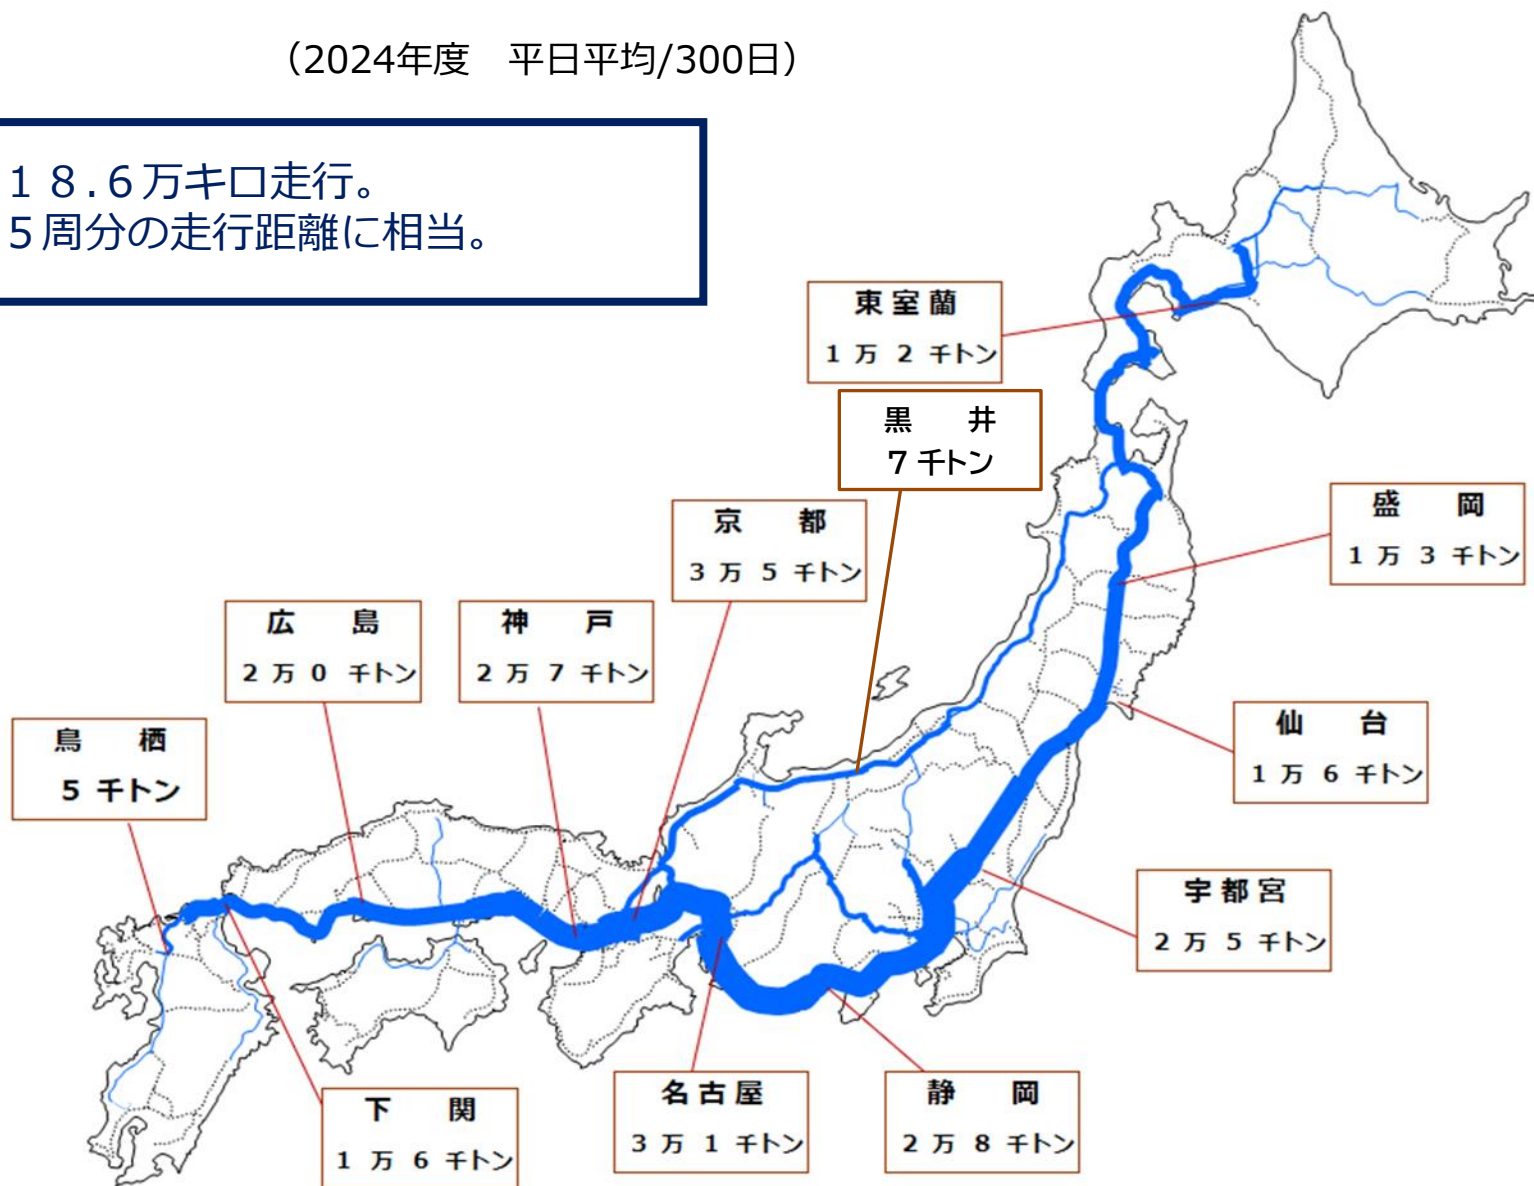 （2024年度　平日平均/300日）
１８.６万キロ走行。
５周分の走行距離に相当。
東室蘭
１万２千トン
黒　井
７千トン
京　都
３万５千トン
盛　岡
１万３千トン
広　島
２万０千トン
神　戸
２万７千トン
鳥　栖
５千トン
仙　台
１万６千トン
宇都宮
２万５千トン
下　関
１万６千トン
名古屋
３万１千トン
静　岡
２万８千トン